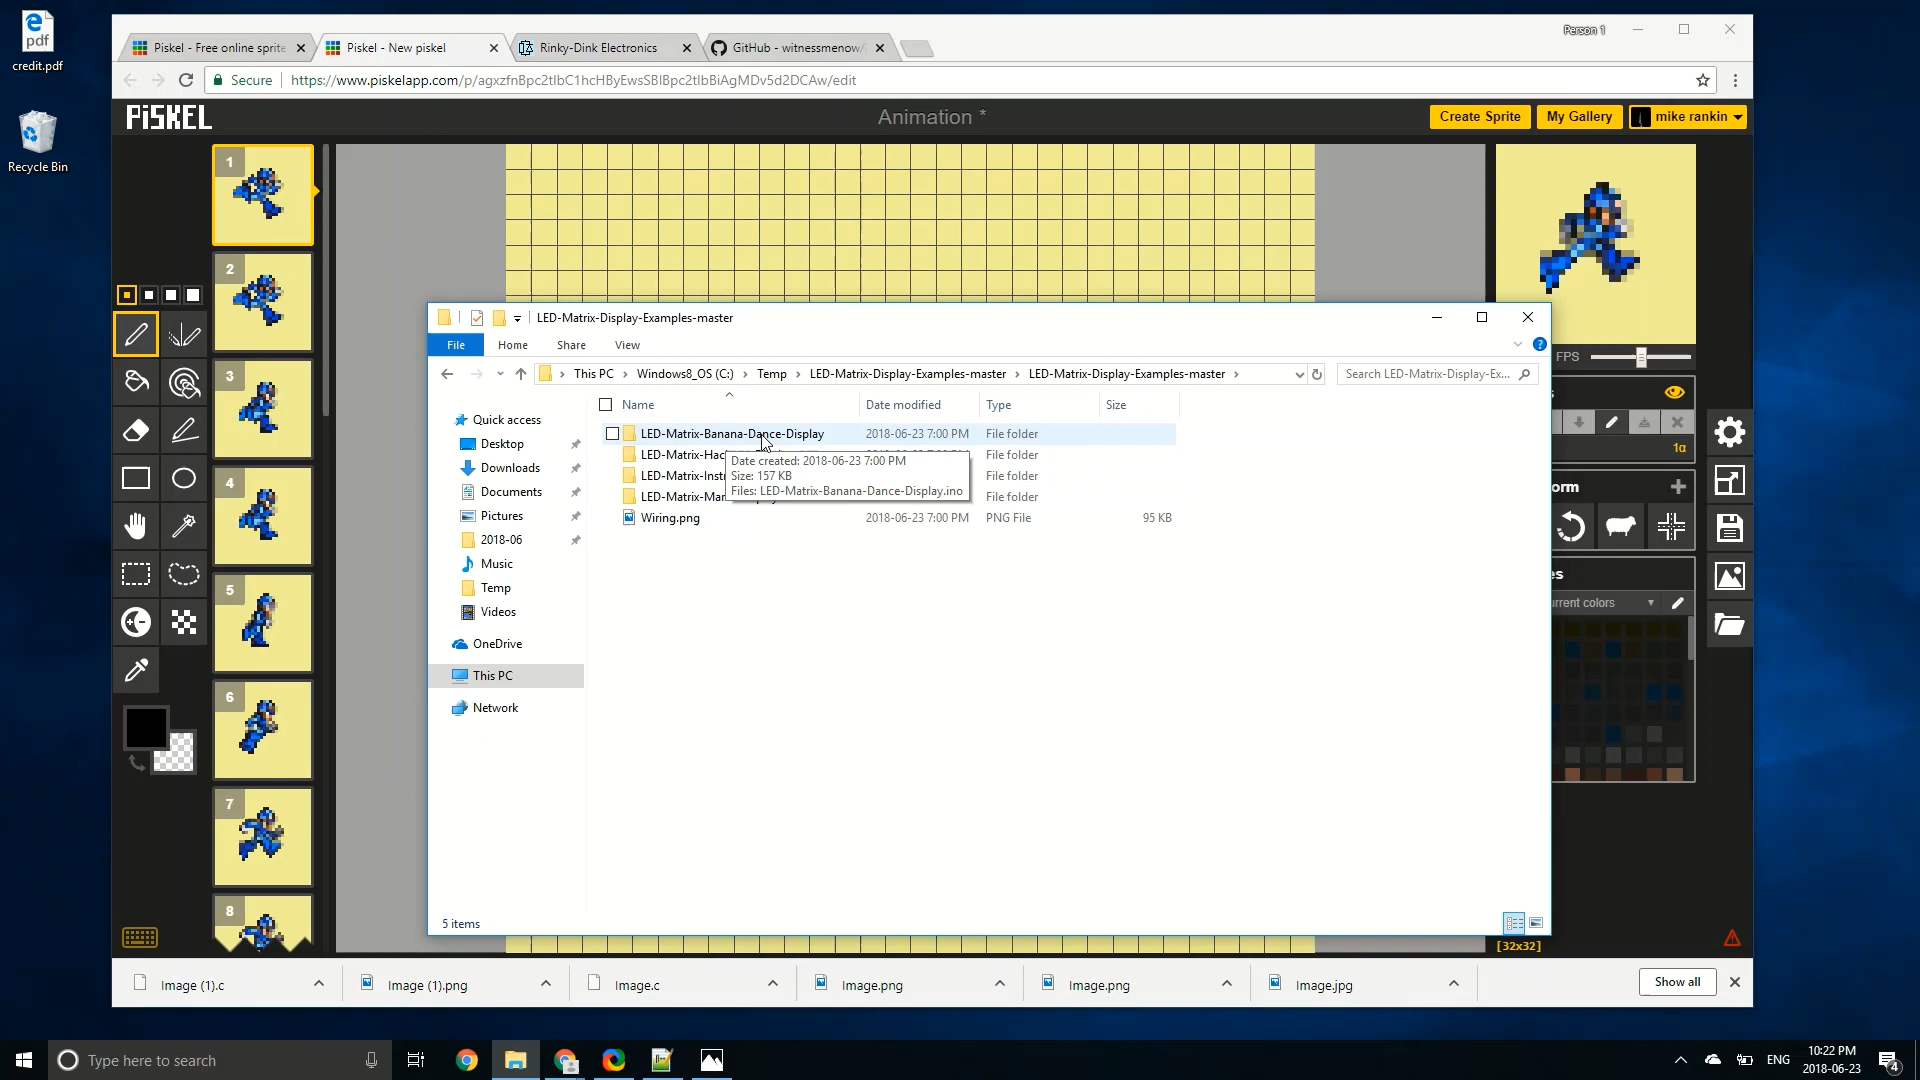 credit.pdf
Recycle Bin
Person 1
Piskel - Free online sprite
Piskel - New piskel
Rinky-Dink Electronics
GitHub - witnessmenow/
Secure
https://www.piskelapp.com/p/agxzfnBpc2tlbC1hcHByEwsSBlBpc2tlbBiAgMDv5d2DCAw/edit
PiSKEL
Animation *
Create Sprite
My Gallery
mike rankin
1
2
3
4
5
6
7
8
FPS
1α
orm
es
urrent colors
[32x32]
LED-Matrix-Display-Examples-master
File
Home
Share
View
This PC
Windows8_OS (C:)
Temp
LED-Matrix-Display-Examples-master
LED-Matrix-Display-Examples-master
Search LED-Matrix-Display-Ex...
Name
Date modified
Type
Size
LED-Matrix-Banana-Dance-Display
2018-06-23 7:00 PM
File folder
LED-Matrix-Hac
File folder
LED-Matrix-Inst
File folder
LED-Matrix-Mar
File folder
Wiring.png
2018-06-23 7:00 PM
PNG File
95 KB
Date created: 2018-06-23 7:00 PM
Size: 157 KB
Files: LED-Matrix-Banana-Dance-Display.ino
Quick access
Desktop
Downloads
Documents
Pictures
2018-06
Music
Temp
Videos
OneDrive
This PC
Network
5 items
Image (1).c
Image (1).png
Image.c
Image.png
Image.png
Image.jpg
Show all
Type here to search
ENG
10:22 PM
2018-06-23
4